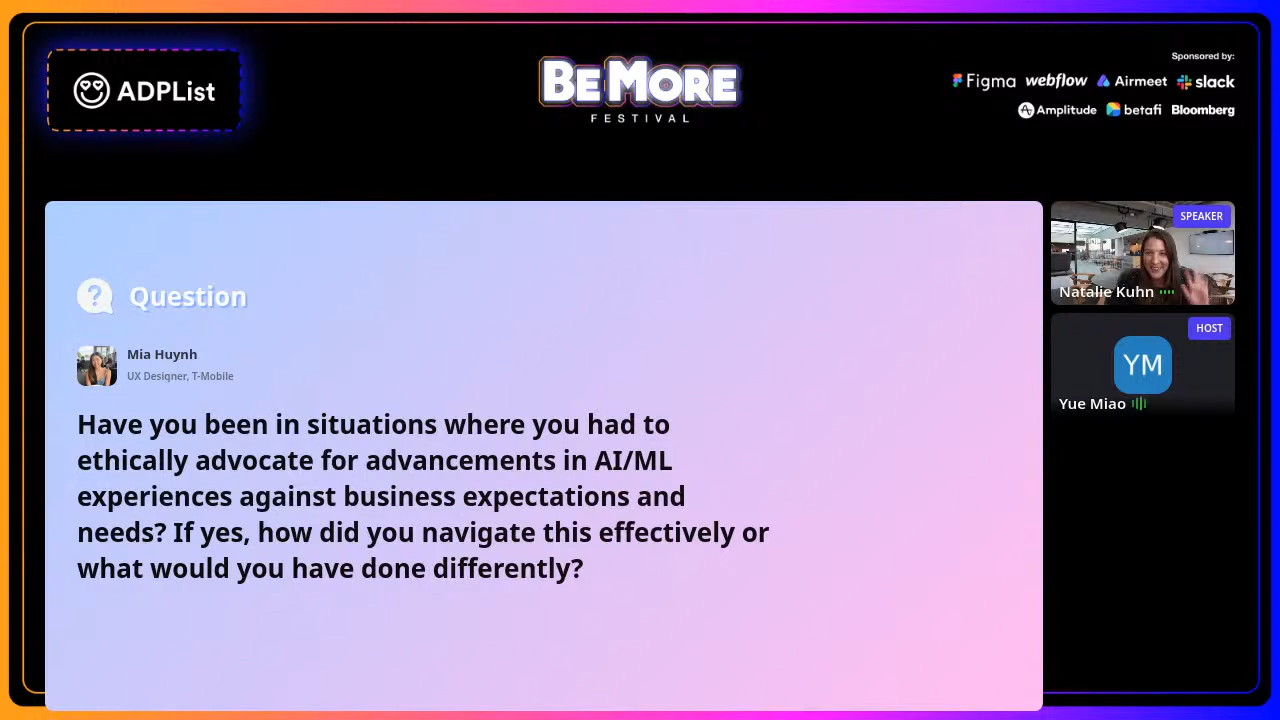 ADPList
BE MORE
FESTIVAL
Sponsored by:
Figma webflow Airmeet slack
Amplitude betafi Bloomberg
Question
Mia Huynh
UX Designer, T-Mobile
Have you been in situations where you had to
ethically advocate for advancements in AI/ML
experiences against business expectations and
needs? If yes, how did you navigate this effectively or
what would you have done differently?
SPEAKER
Natalie Kuhn
HOST
YM
Yue Miao